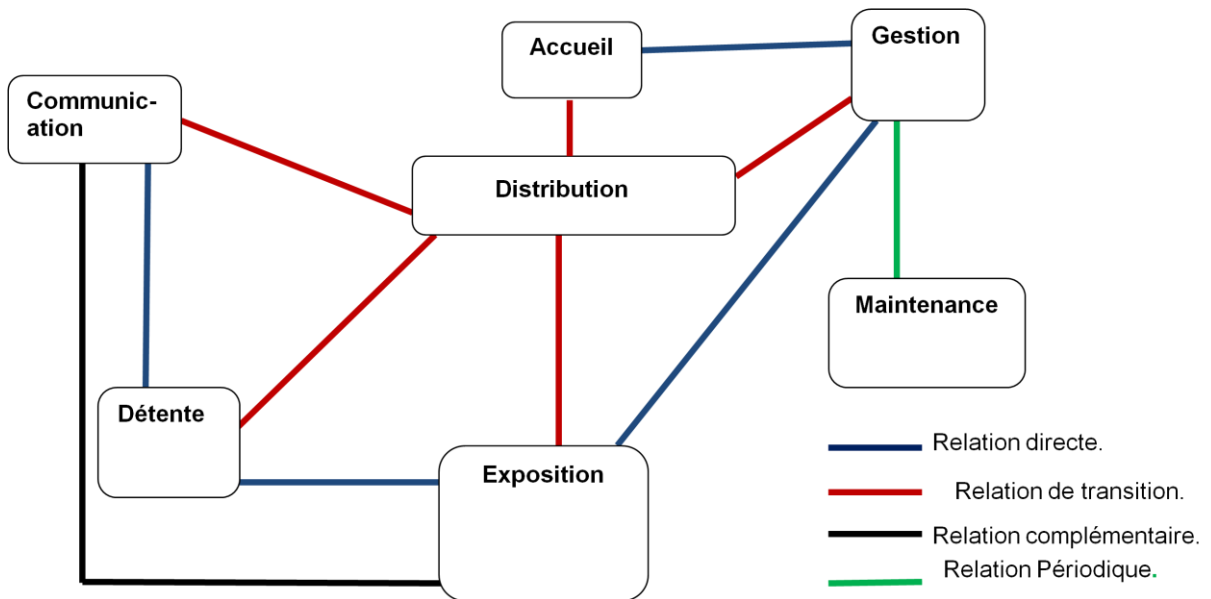 Accueil
Gestion
Communic-
ation
Distribution
Maintenance
Détente
Exposition
Relation directe.
Relation de transition.
Relation complémentaire.
Relation Périodique.